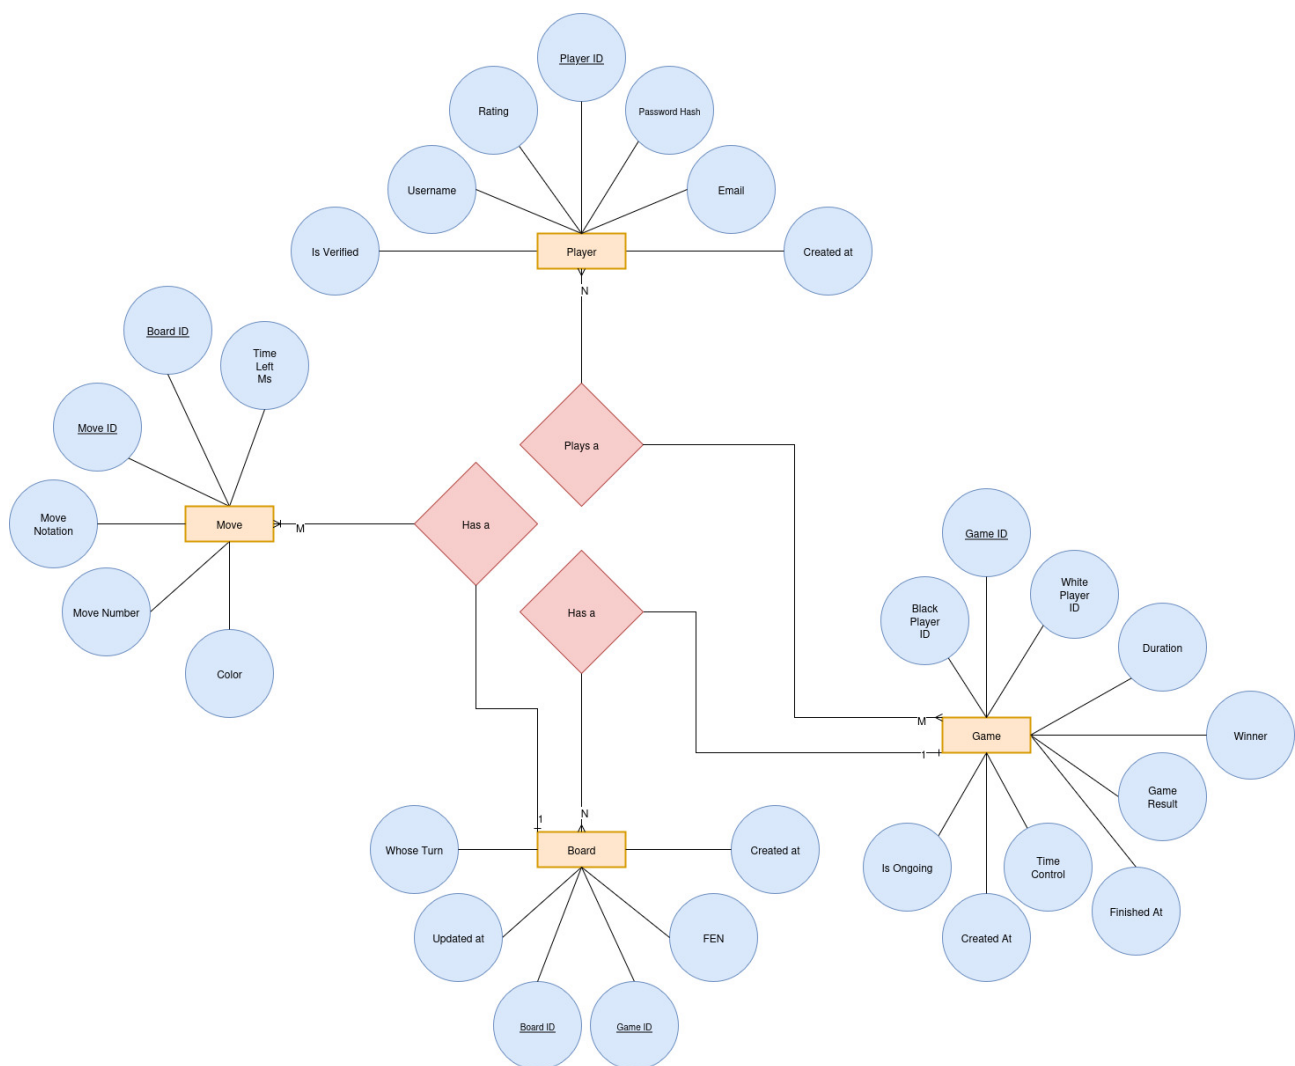 Player ID
Rating
Password Hash
Username
Email
Is Verified
Player
Created at
N
Board ID
Time
Left
Ms
Move ID
Plays a
Move
Notation
Move
M
Has a
Game ID
White
Player
ID
Black
Player
ID
Has a
Move Number
Duration
Color
M
Game
Winner
1
Game
Result
1
N
Whose Turn
Board
Created at
Is Ongoing
Time
Control
Finished At
Updated at
FEN
Created At
Board ID
Game ID